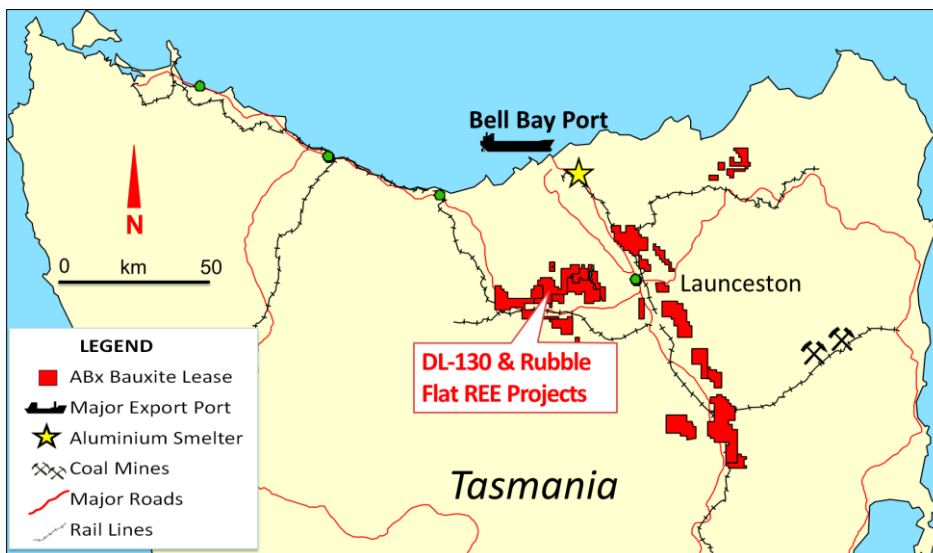 Bell Bay Port
N
0 km 50
Launceston
DL-130 & Rubble
Flat REE Projects
Tasmania
LEGEND
ABx Bauxite Lease
Major Export Port
Aluminium Smelter
Coal Mines
Major Roads
Rail Lines